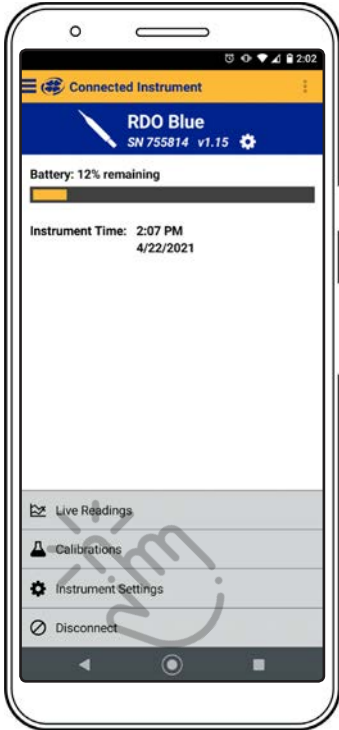 2:02
Connected Instrument
RDO Blue
SN 755814 v1.15
Battery: 12% remaining
Instrument Time: 2:07 PM
4/22/2021
Live Readings
Calibrations
Instrument Settings
Disconnect